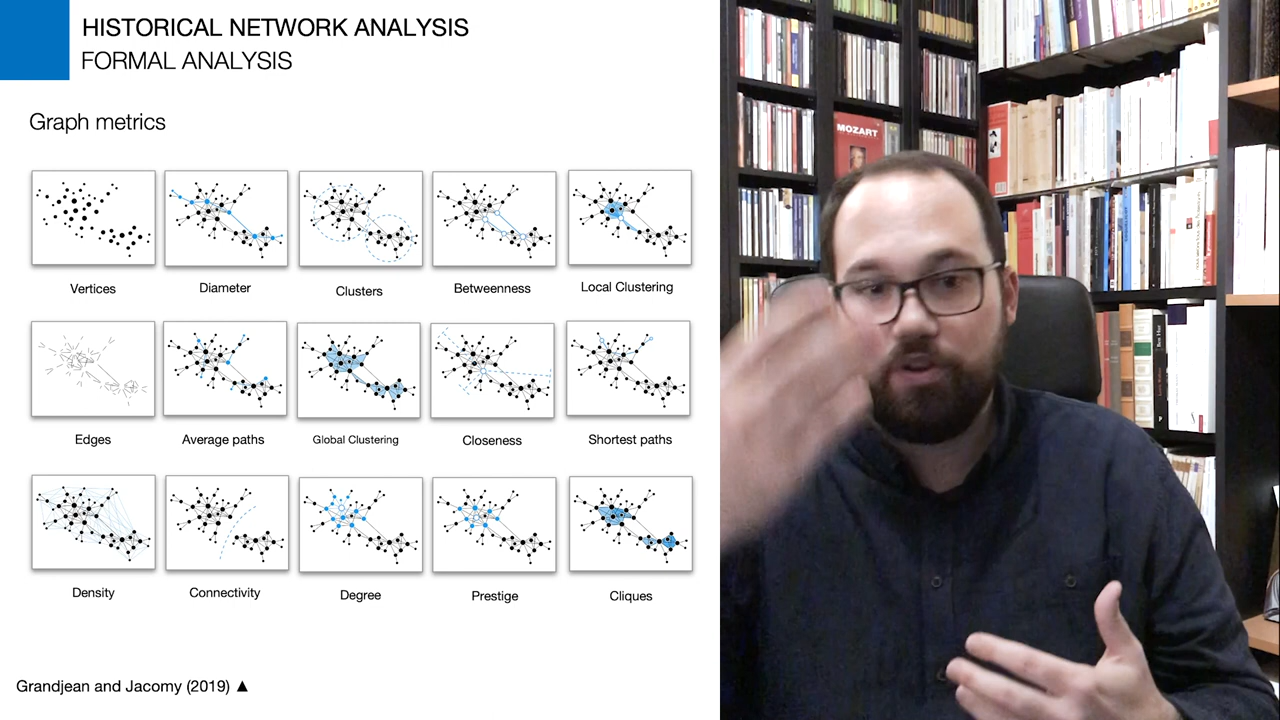 HISTORICAL NETWORK ANALYSIS
FORMAL ANALYSIS
Graph metrics
Vertices
Diameter
Clusters
Betweenness
Local Clustering
Edges
Average paths
Global Clustering
Closeness
Shortest paths
Density
Connectivity
Degree
Prestige
Cliques
Grandjean and Jacomy (2019) ▲
MOZART